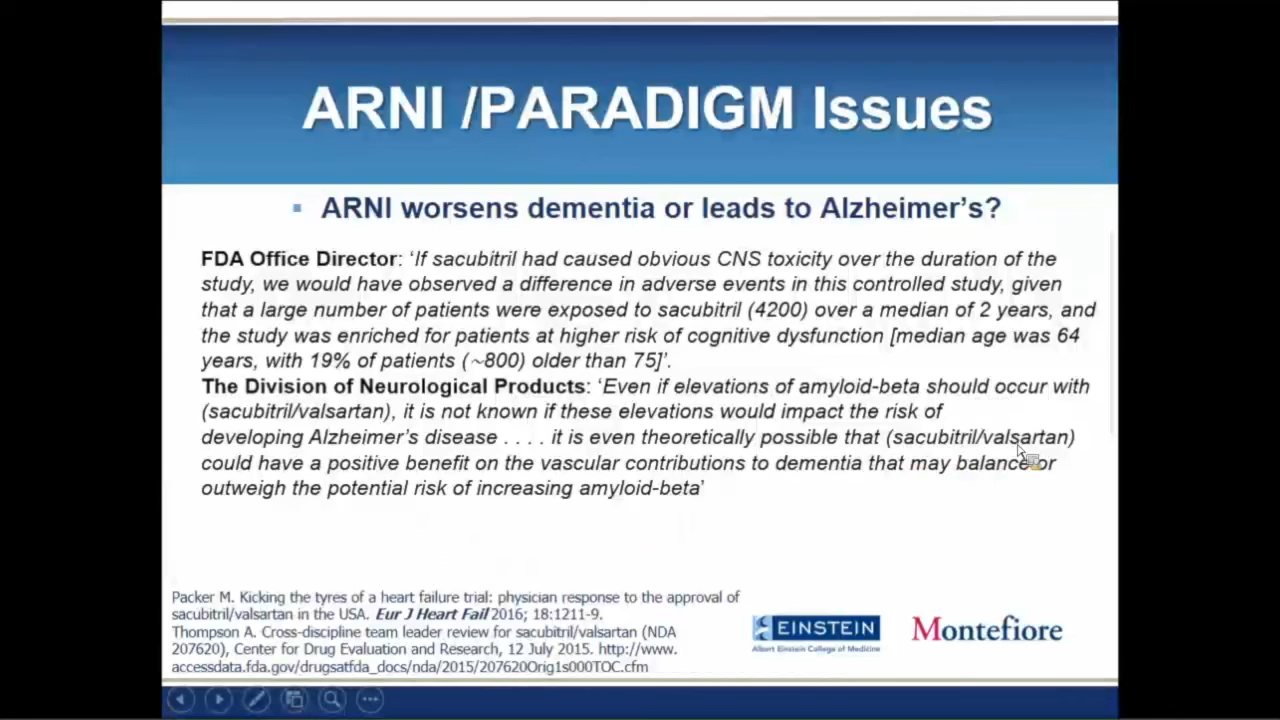 ARNI /PARADIGM Issues
▪ ARNI worsens dementia or leads to Alzheimer's?
FDA Office Director: ‘If sacubitril had caused obvious CNS toxicity over the duration of the
study, we would have observed a difference in adverse events in this controlled study, given
that a large number of patients were exposed to sacubitril (4200) over a median of 2 years, and
the study was enriched for patients at higher risk of cognitive dysfunction [median age was 64
years, with 19% of patients (~800) older than 75]’.
The Division of Neurological Products: ‘Even if elevations of amyloid-beta should occur with
(sacubitril/valsartan), it is not known if these elevations would impact the risk of
developing Alzheimer's disease . . . . it is even theoretically possible that (sacubitril/valsartan)
could have a positive benefit on the vascular contributions to dementia that may balance or
outweigh the potential risk of increasing amyloid-beta’
Packer M. Kicking the tyres of a heart failure trial: physician response to the approval of
sacubitril/valsartan in the USA. Eur J Heart Fail 2016; 18:1211-9.
Thompson A. Cross-discipline team leader review for sacubitril/valsartan (NDA
207620), Center for Drug Evaluation and Research, 12 July 2015. http://www.
accessdata.fda.gov/drugsatfda_docs/nda/2015/207620Orig1s000TOC.cfm
EINSTEIN
Albert Einstein College of Medicine
Montefiore